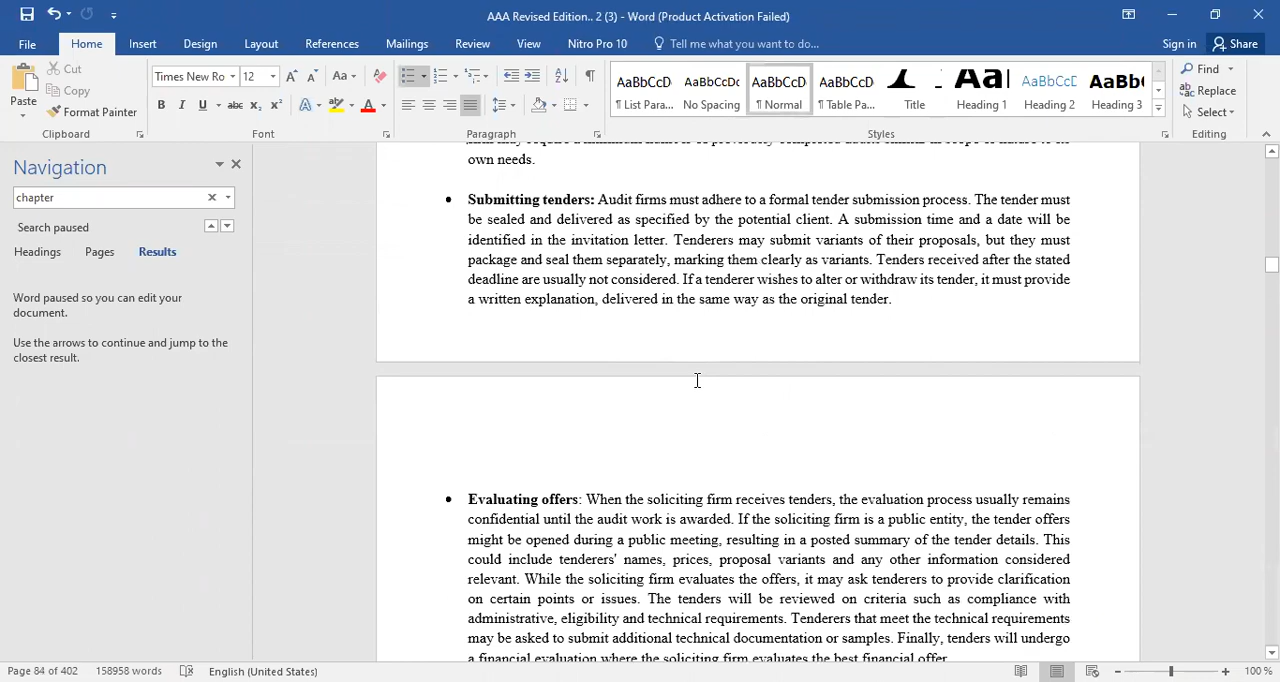 AAA Revised Edition.. 2 (3) - Word (Product Activation Failed)
File Home Insert Design Layout References Mailings Review View Nitro Pro 10 Tell me what you want to do... Sign in Share
Paste
Cut
Copy
Format Painter
Clipboard
Times New Ro 12
Font
Paragraph
AaBbCcD AaBbCcDc AaBbCcD AaBbCcD
¶ List Para... No Spacing ¶ Normal ¶ Table Pa... Title Heading 1 Heading 2 Heading 3
Styles
Find
Replace
Select
Editing
Navigation
chapter
Search paused
Headings Pages Results
Word paused so you can edit your
document.
Use the arrows to continue and jump to the
closest result.
own needs.
• Submitting tenders: Audit firms must adhere to a formal tender submission process. The tender must
be sealed and delivered as specified by the potential client. A submission time and a date will be
identified in the invitation letter. Tenderers may submit variants of their proposals, but they must
package and seal them separately, marking them clearly as variants. Tenders received after the stated
deadline are usually not considered. If a tenderer wishes to alter or withdraw its tender, it must provide
a written explanation, delivered in the same way as the original tender.
• Evaluating offers: When the soliciting firm receives tenders, the evaluation process usually remains
confidential until the audit work is awarded. If the soliciting firm is a public entity, the tender offers
might be opened during a public meeting, resulting in a posted summary of the tender details. This
could include tenderers' names, prices, proposal variants and any other information considered
relevant. While the soliciting firm evaluates the offers, it may ask tenderers to provide clarification
on certain points or issues. The tenders will be reviewed on criteria such as compliance with
administrative, eligibility and technical requirements. Tenderers that meet the technical requirements
may be asked to submit additional technical documentation or samples. Finally, tenders will undergo
a financial evaluation where the soliciting firm evaluates the best financial offer.
Page 84 of 402 158958 words English (United States) 100 %